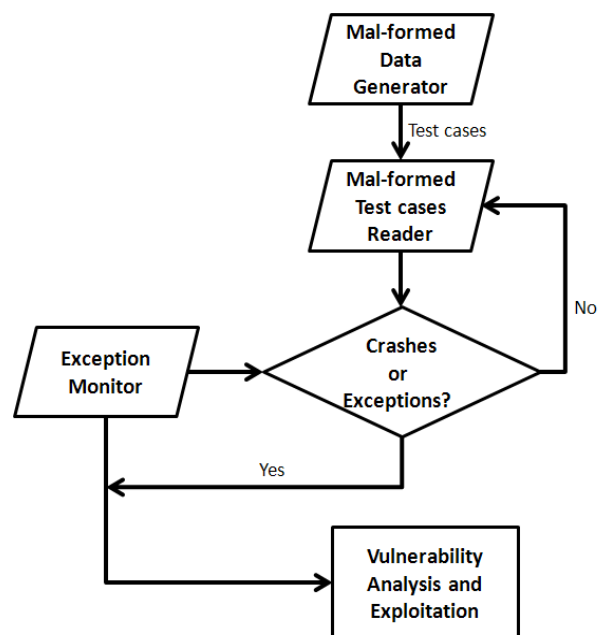 Mal-formed
Data
Generator
Test cases
Mal-formed
Test cases
Reader
No
Crashes
or
Exceptions?
Exception
Monitor
Yes
Vulnerability
Analysis and
Exploitation